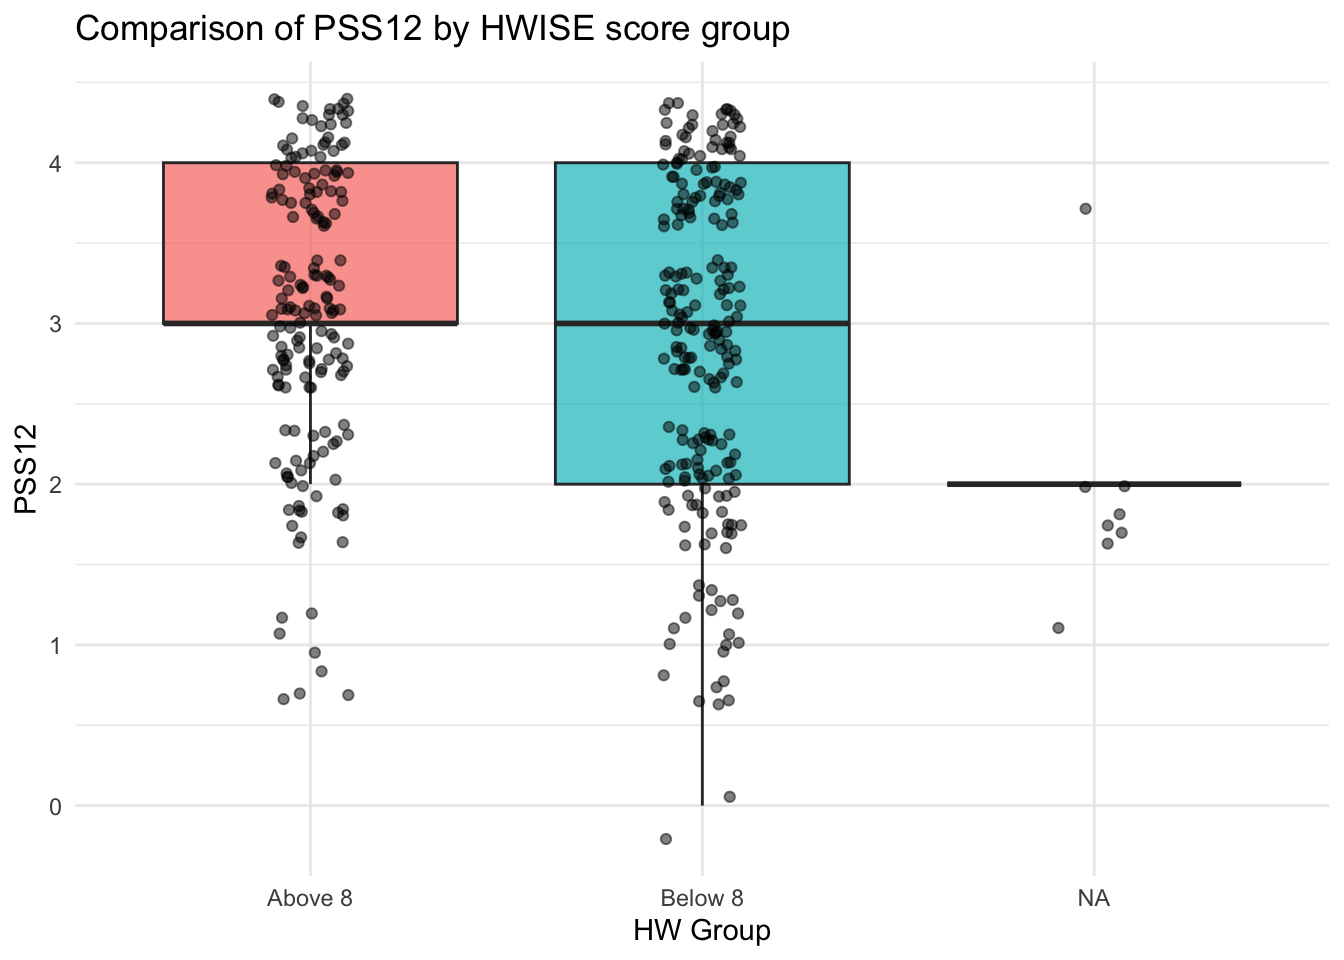 Comparison of PSS12 by HWISE score group
PSS12
4
3
2
1
0
Above 8
Below 8
NA
HW Group